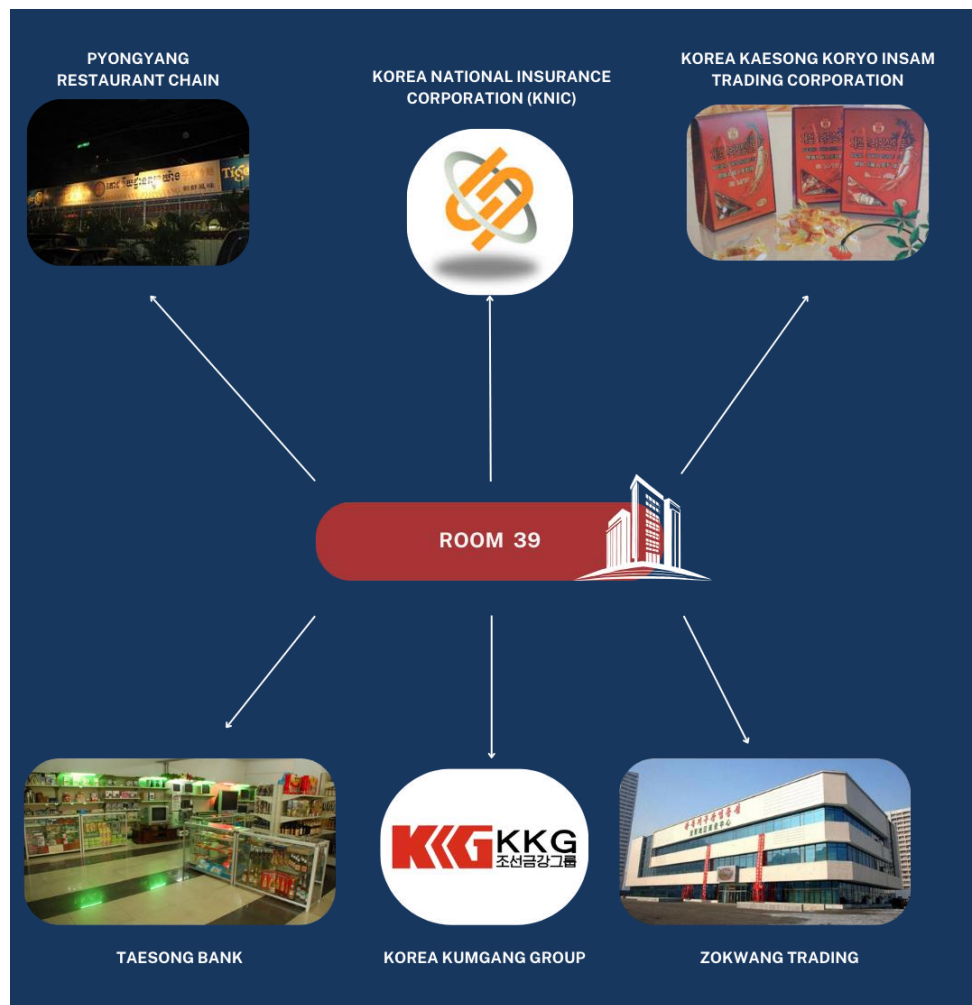 PYONGYANG
RESTAURANT CHAIN
KOREA NATIONAL INSURANCE
CORPORATION (KNIC)
KOREA KAESONG KORYO INSAM
TRADING CORPORATION
ROOM 39
KKG
조선금강그룹
TAESONG BANK
KOREA KUMGANG GROUP
ZOKWANG TRADING